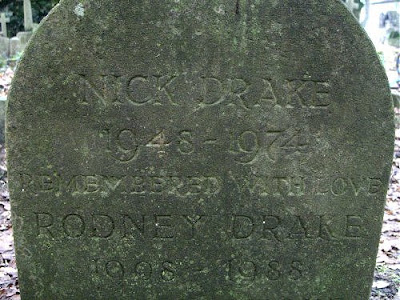 NICK DRAKE
1948 - 1974
REMEMBERED WITH LOVE
RODNEY DRAKE
1908 - 1988